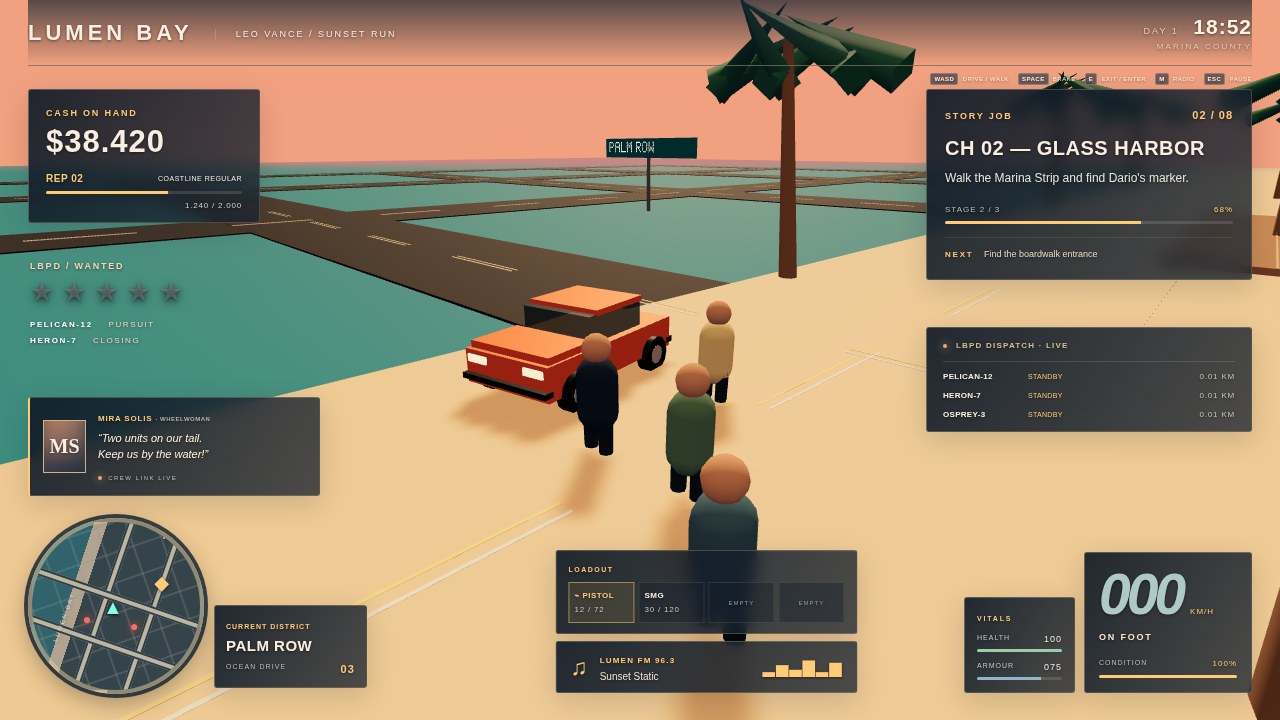 LUMEN BAY
LEO VANCE / SUNSET RUN
DAY 1 18:52
MARINA COUNTY
WASD DRIVE / WALK SPACE BRAKE E EXIT / ENTER M RADIO ESC PAUSE
CASH ON HAND
$38.420
REP 02 COASTLINE REGULAR
1.240 / 2.000
LBPD / WANTED
★ ★ ★ ★ ★
PELICAN-12 PURSUIT
HERON-7 CLOSING
PALM ROW
STORY JOB 02 / 08
CH 02 — GLASS HARBOR
Walk the Marina Strip and find Dario's marker.
STAGE 2 / 3 68%
NEXT Find the boardwalk entrance
LBPD DISPATCH · LIVE
PELICAN-12 STANDBY 0.01 KM
HERON-7 STANDBY 0.01 KM
OSPREY-3 STANDBY 0.01 KM
MS
MIRA SOLIS · WHEELWOMAN
“Two units on our tail.
Keep us by the water!”
CREW LINK LIVE
CURRENT DISTRICT
PALM ROW
OCEAN DRIVE 03
LOADOUT
PISTOL
12 / 72
SMG
30 / 120
EMPTY
EMPTY
LUMEN FM 96.3
Sunset Static
VITALS
HEALTH 100
ARMOUR 075
000 KM/H
ON FOOT
CONDITION 100%